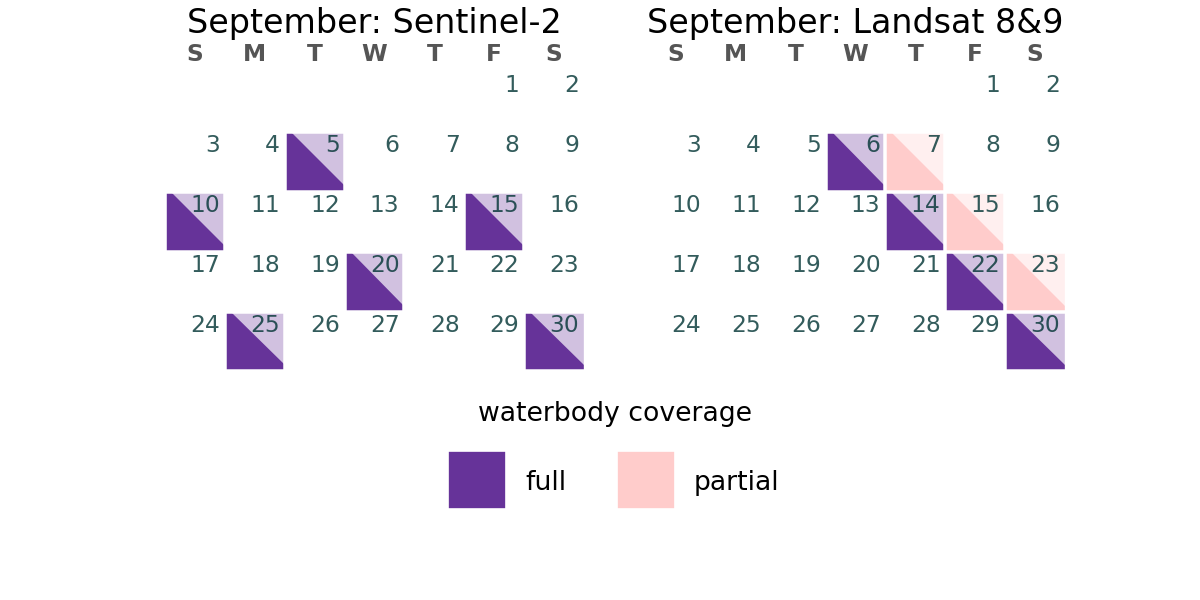 September: Sentinel-2
S M T W T F S
1 2
3 4 5 6 7 8 9
10 11 12 13 14 15 16
17 18 19 20 21 22 23
24 25 26 27 28 29 30
September: Landsat 8&9
S M T W T F S
1 2
3 4 5 6 7 8 9
10 11 12 13 14 15 16
17 18 19 20 21 22 23
24 25 26 27 28 29 30
waterbody coverage
full partial